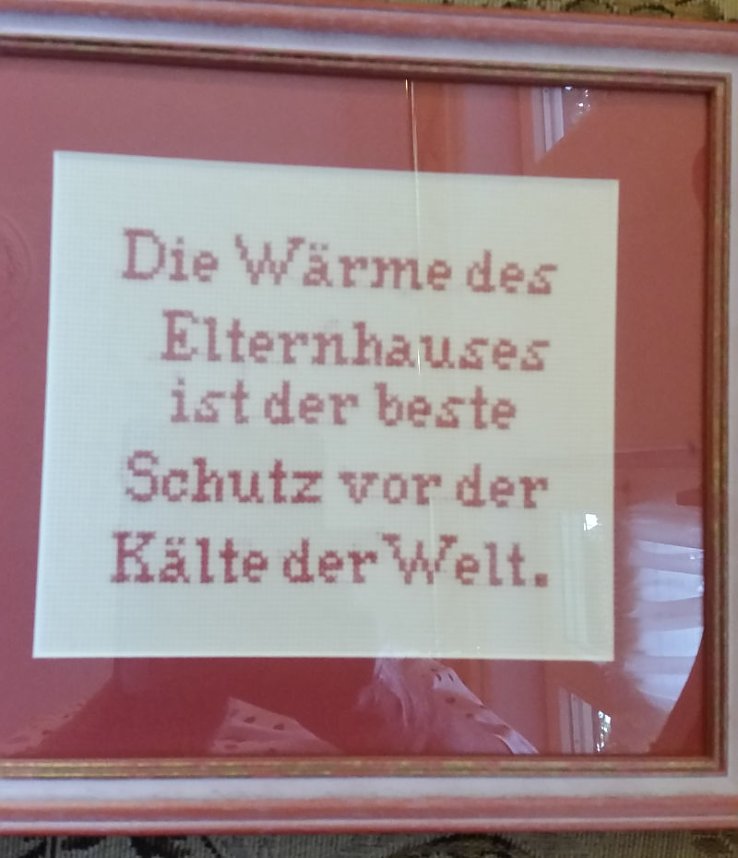 Die Wärme des
Elternhauses
ist der beste
Schutz vor der
Kälte der Welt.